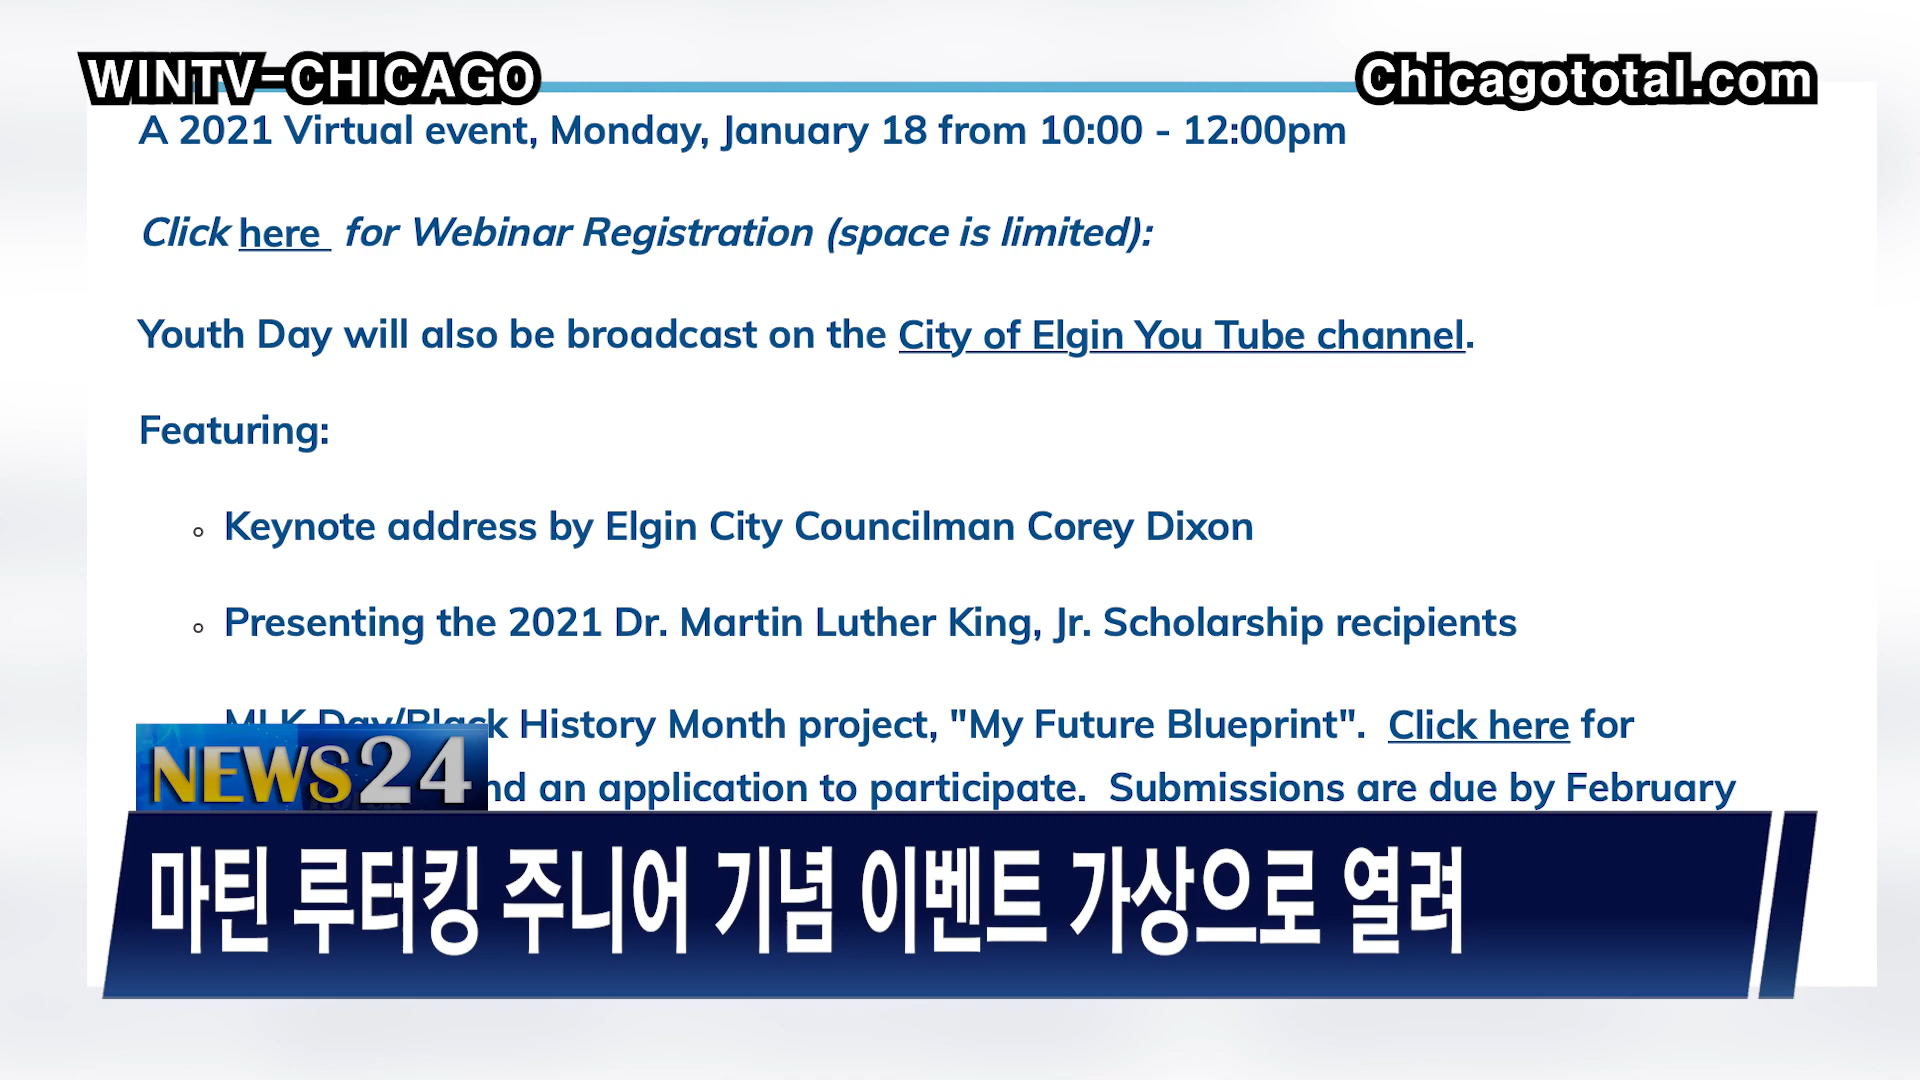 WINTV-CHICAGO
Chicagototal.com
A 2021 Virtual event, Monday, January 18 from 10:00 - 12:00pm
Click here for Webinar Registration (space is limited):
Youth Day will also be broadcast on the City of Elgin You Tube channel.
Featuring:
Keynote address by Elgin City Councilman Corey Dixon
Presenting the 2021 Dr. Martin Luther King, Jr. Scholarship recipients
MLK Day/Black History Month project, "My Future Blueprint". Click here for
an application to participate. Submissions are due by February
NEWS24
마틴 루터킹 주니어 기념 이벤트 가상으로 열려